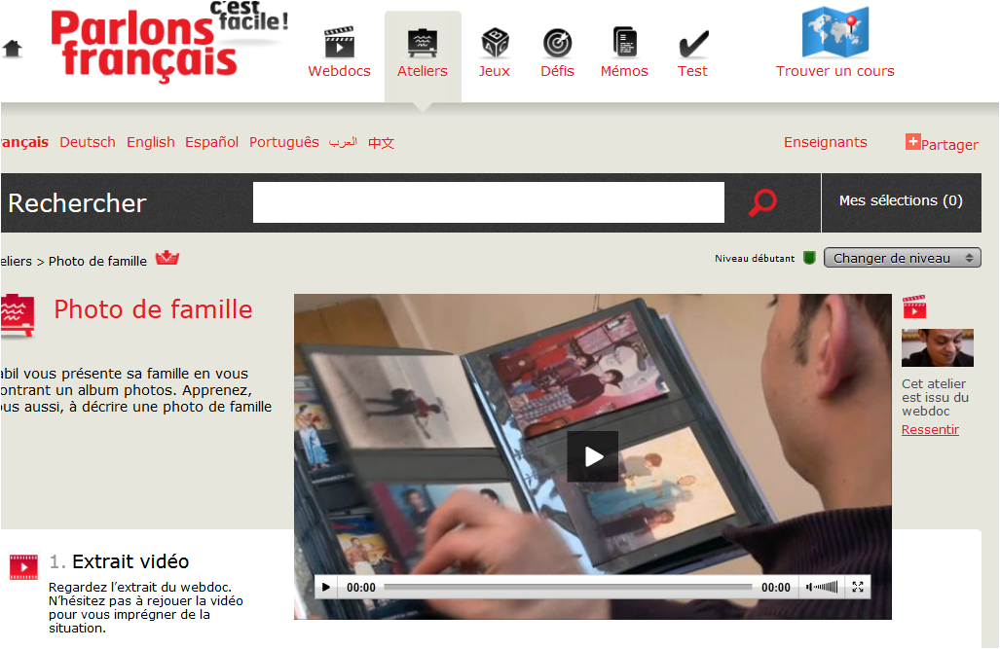 c'est
facile!
Parlons
français
Webdocs Ateliers Jeux Défis Mémos Test Trouver un cours
ançais Deutsch English Español Português العرب 中文 Enseignants Partager
Rechercher Mes sélections (0)
eliers > Photo de famille Niveau débutant Changer de niveau
Photo de famille
abil vous présente sa famille en vous
ontrant un album photos. Apprenez,
ous aussi, à décrire une photo de famille
Cet atelier
est issu du
webdoc
Ressentir
1. Extrait vidéo
Regardez l'extrait du webdoc.
N'hésitez pas à rejouer la vidéo
pour vous imprégner de la
situation.
00:00 00:00